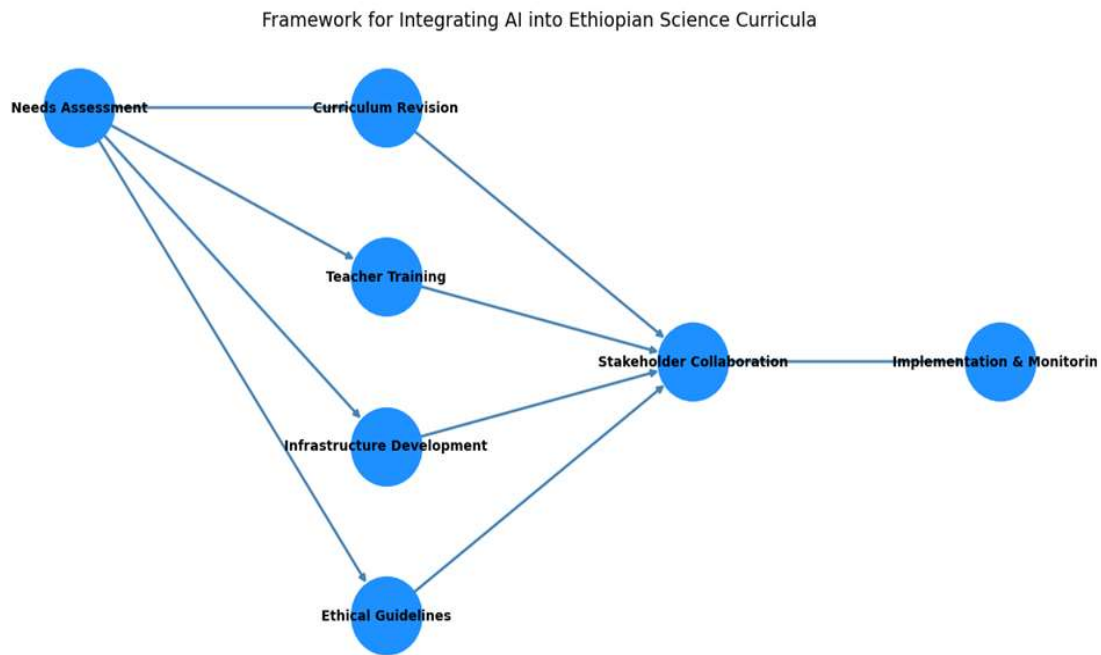 Framework for Integrating AI into Ethiopian Science Curricula
Needs Assessment
Curriculum Revision
Teacher Training
Stakeholder Collaboration
Implementation & Monitorin
Infrastructure Development
Ethical Guidelines